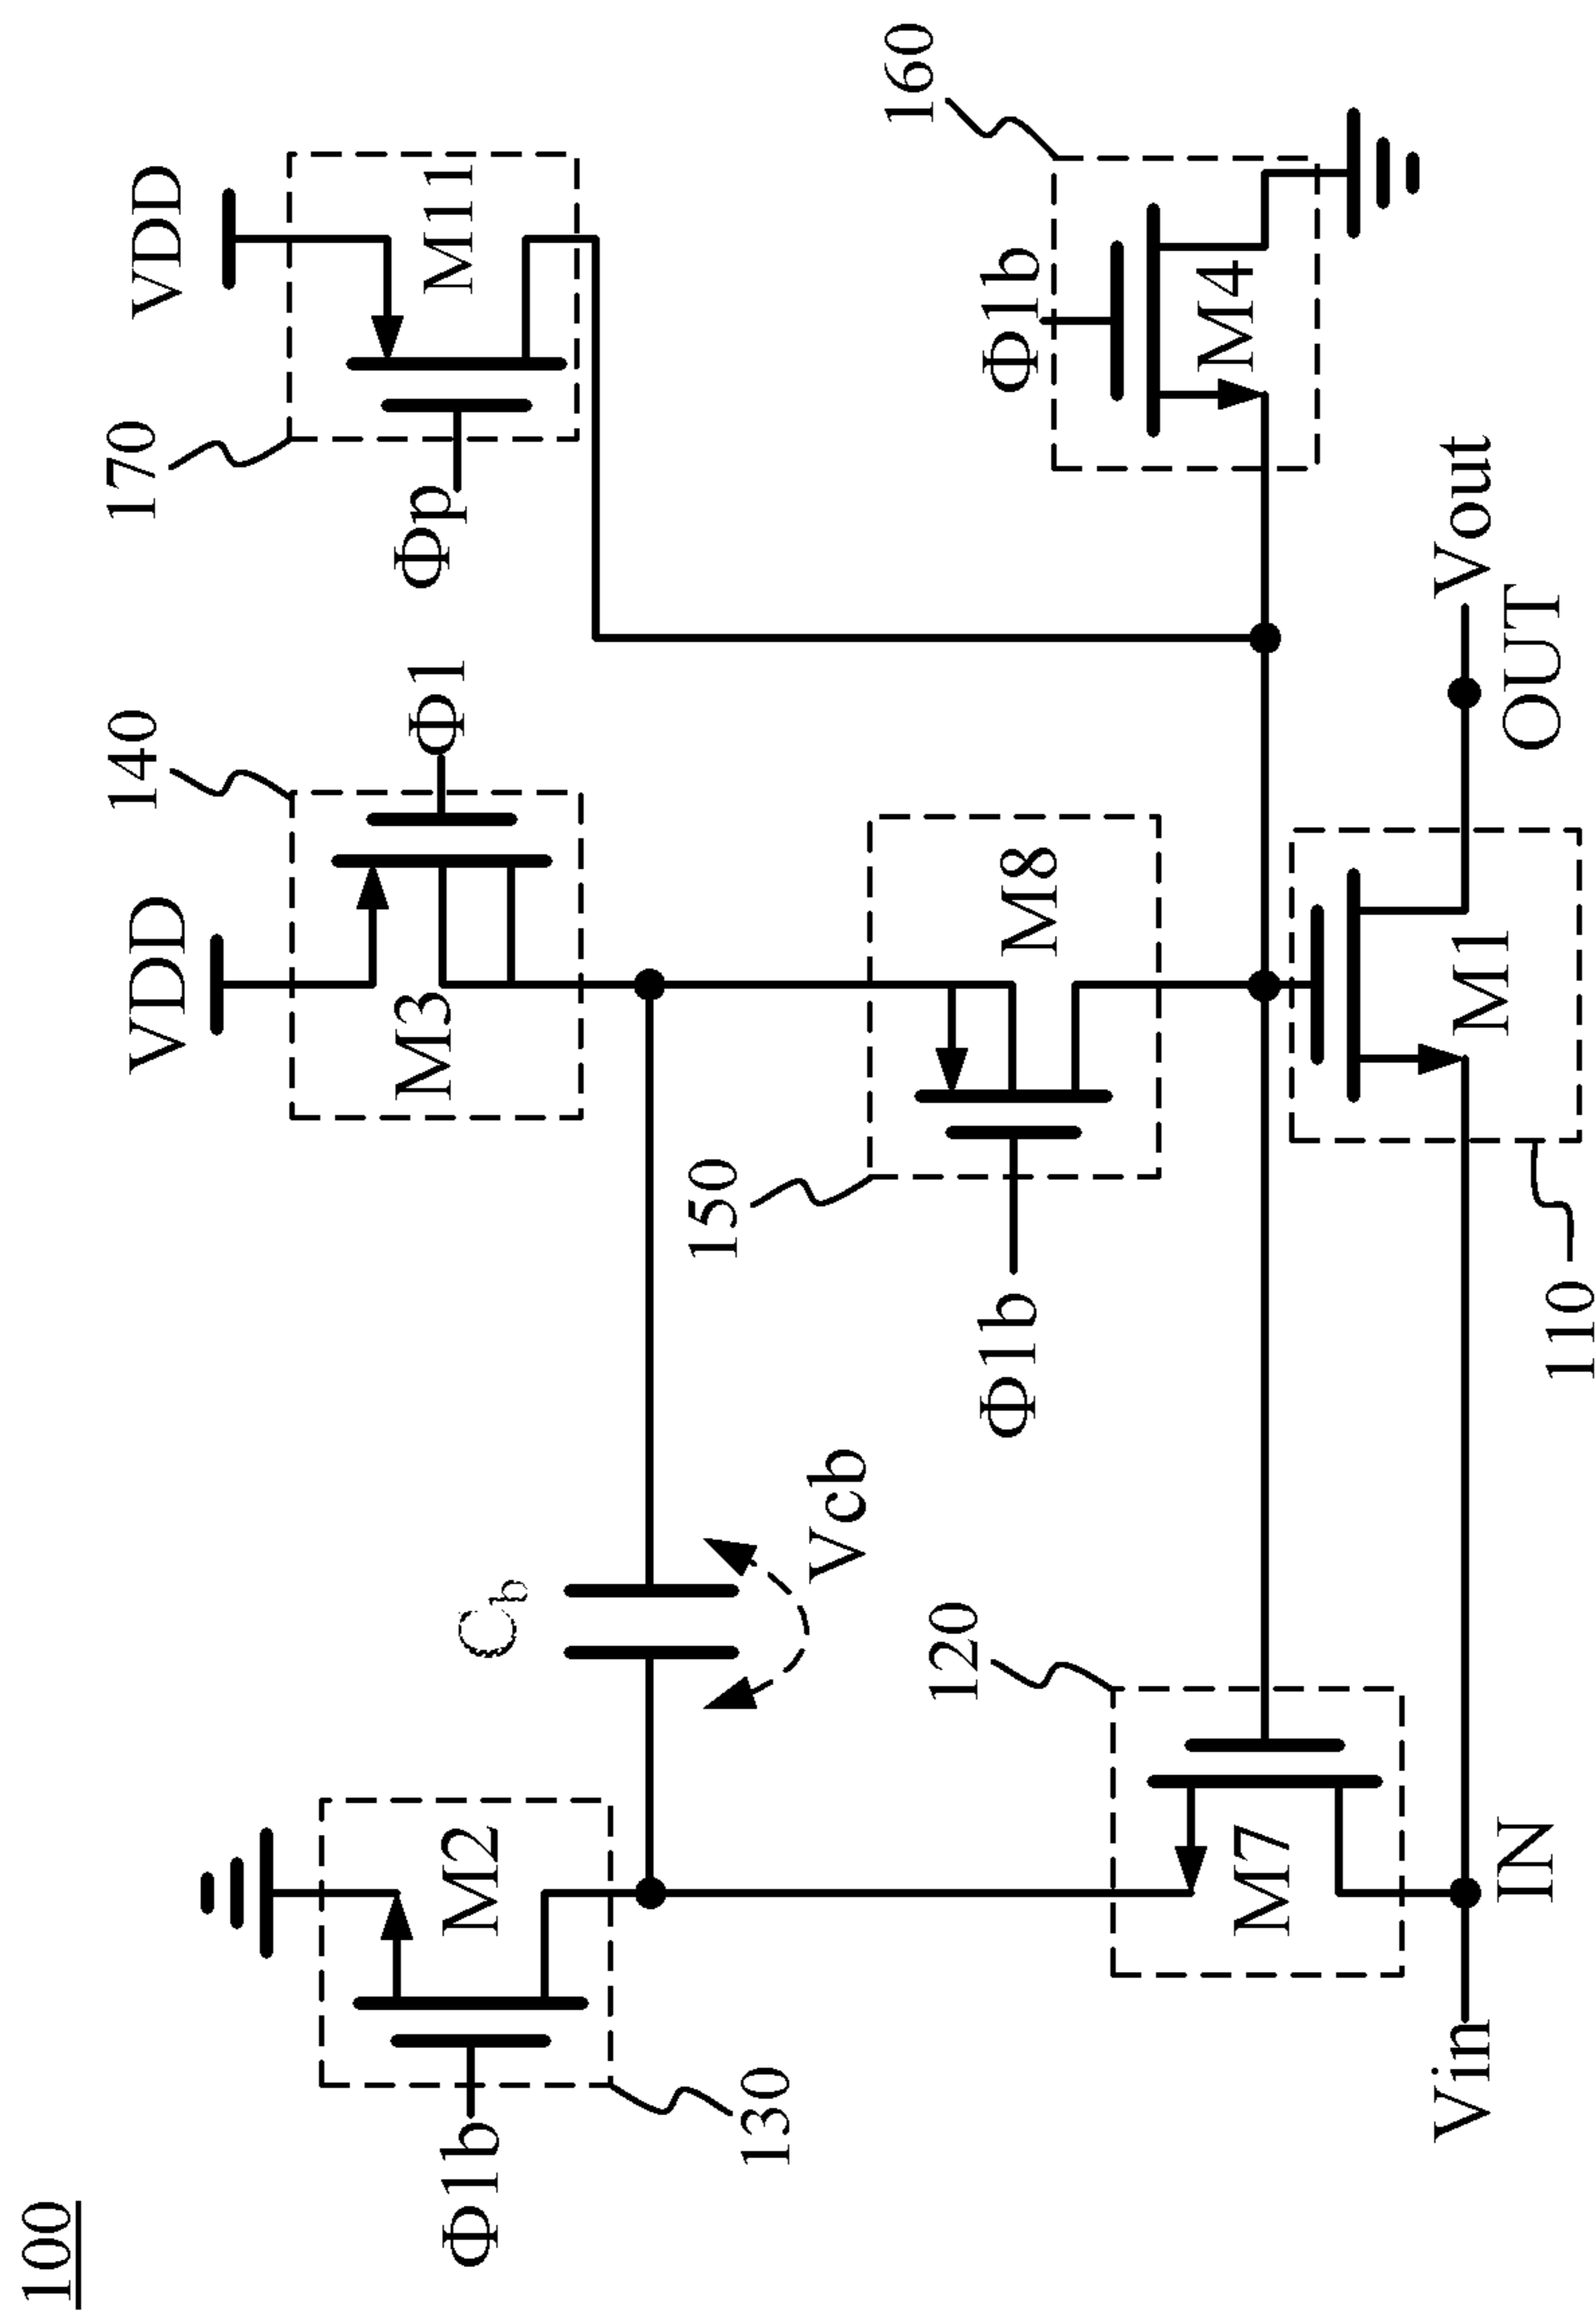 100
VDD
VDD
140
170
M3
M11
Φ1b
M2
Φ1
Φp
130
Cb
Vcb
150
120
160
Φ1b
M8
Φ1b
M7
M4
Vin
IN
M1
Vout
OUT
110